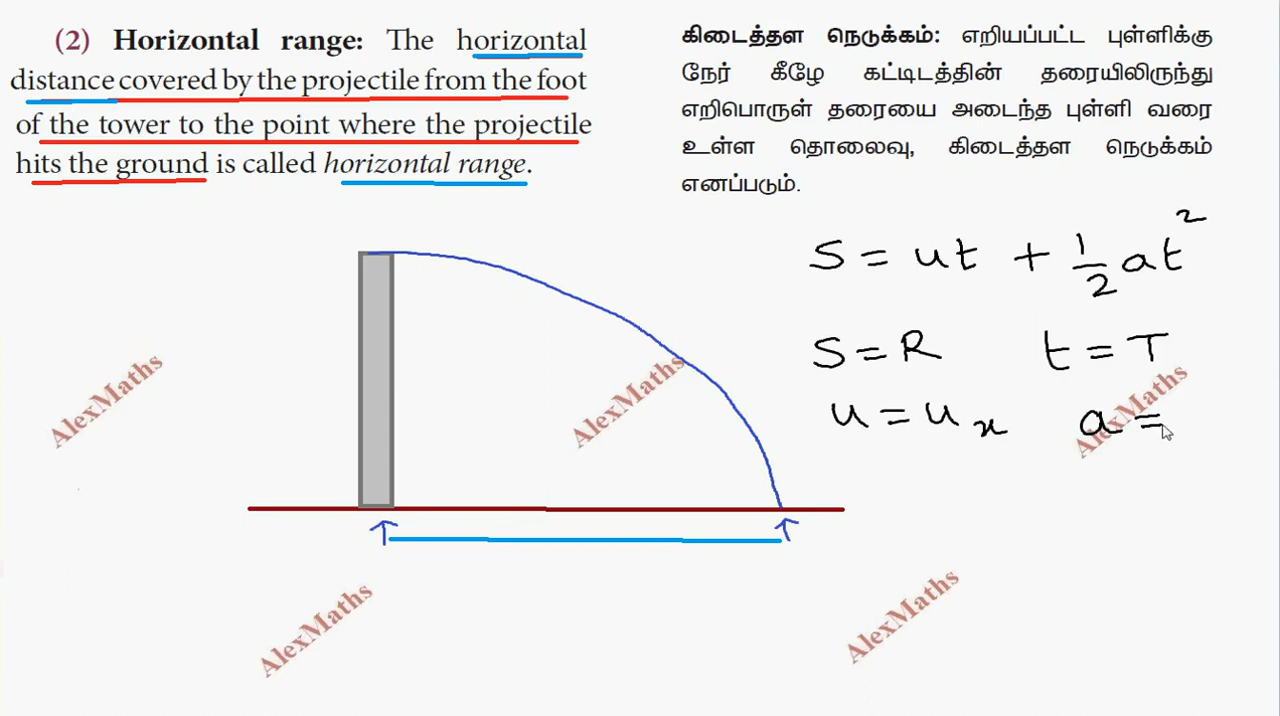 (2) Horizontal range: The horizontal
distance covered by the projectile from the foot
of the tower to the point where the projectile
hits the ground is called horizontal range.
கிடைத்தள நெடுக்கம்: எறியப்பட்ட புள்ளிக்கு
நேர் கீழே கட்டிடத்தின் தரையிலிருந்து
எறிபொருள் தரையை அடைந்த புள்ளி வரை
உள்ள தொலைவு, கிடைத்தள நெடுக்கம்
எனப்படும்.
S = ut + 1/2 at²
S = R t = T
u = uₓ a =
AlexMaths
AlexMaths
AlexMaths
AlexMaths
AlexMaths